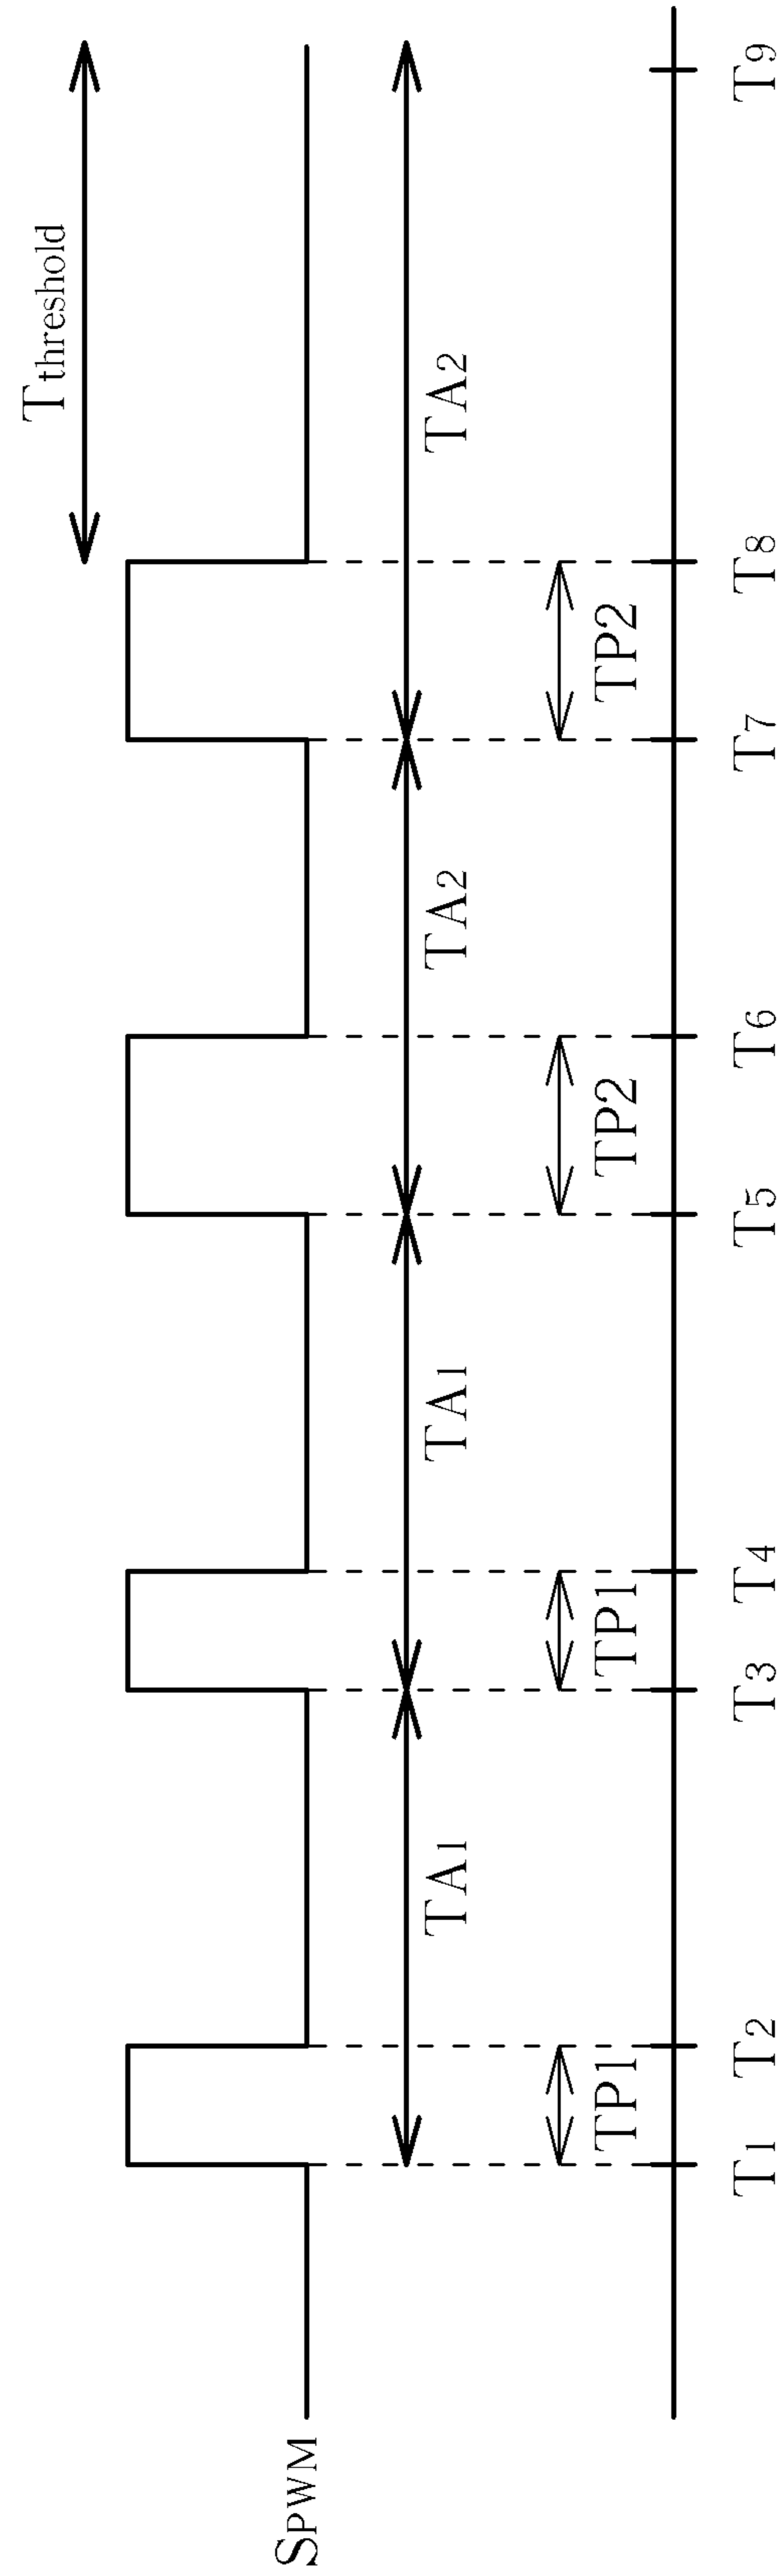 Tthreshold
SPWM
TA1 TA1 TA2 TA2
TP1 TP1 TP2 TP2
T1 T2 T3 T4 T5 T6 T7 T8 T9